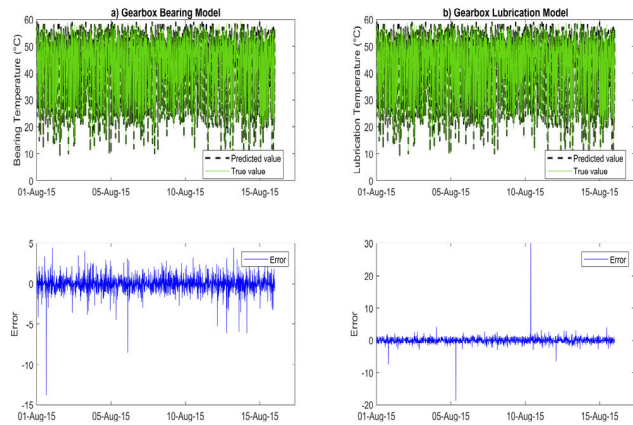 a) Gearbox Bearing Model
60
50
40
30
20
10
0
Bearing Temperature (°C)
Predicted value
True value
01-Aug-15 05-Aug-15 10-Aug-15 15-Aug-15
b) Gearbox Lubrication Model
60
50
40
30
20
10
0
Lubrication Temperature (°C)
Predicted value
True value
01-Aug-15 05-Aug-15 10-Aug-15 15-Aug-15
5
0
-5
-10
-15
Error
Error
01-Aug-15 05-Aug-15 10-Aug-15 15-Aug-15
30
20
10
0
-10
-20
Error
Error
01-Aug-15 05-Aug-15 10-Aug-15 15-Aug-15